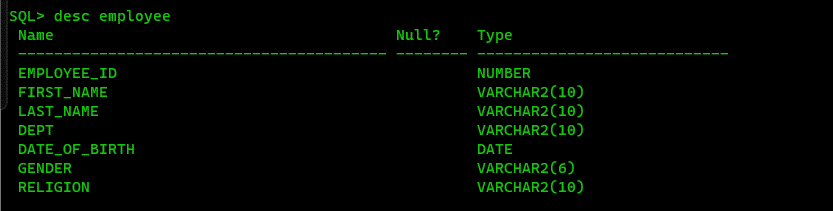 SQL> desc employee
Name Null? Type
----------------------------------------- -------- ----------------------------
EMPLOYEE_ID NUMBER
FIRST_NAME VARCHAR2(10)
LAST_NAME VARCHAR2(10)
DEPT VARCHAR2(10)
DATE_OF_BIRTH DATE
GENDER VARCHAR2(6)
RELIGION VARCHAR2(10)